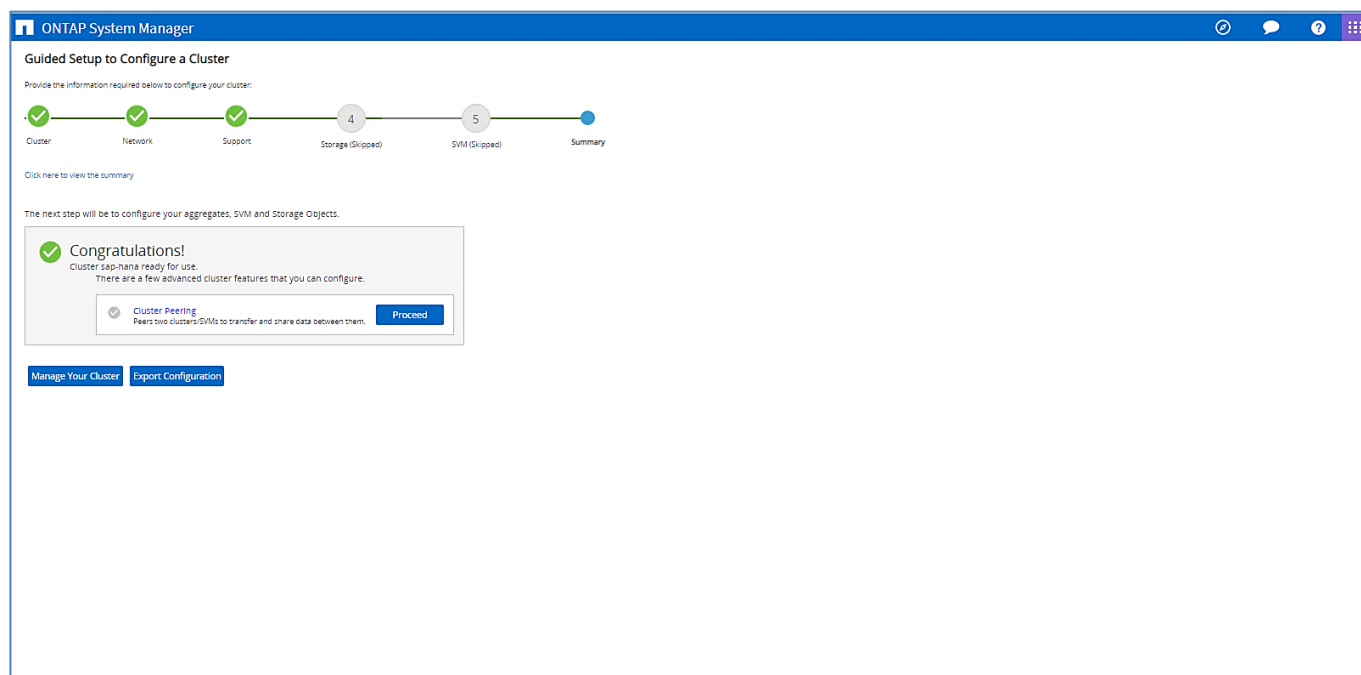 ONTAP System Manager
?
Guided Setup to Configure a Cluster
Provide the information required below to configure your cluster:
4
5
Cluster
Network
Support
Storage (Skipped)
SVM (Skipped)
Summary
Click here to view the summary
The next step will be to configure your aggregates, SVM and Storage Objects.
Congratulations!
Cluster sap-hana ready for use.
There are a few advanced cluster features that you can configure.
Cluster Peering
Peers two clusters/SVMs to transfer and share data between them.
Proceed
Manage Your Cluster
Export Configuration